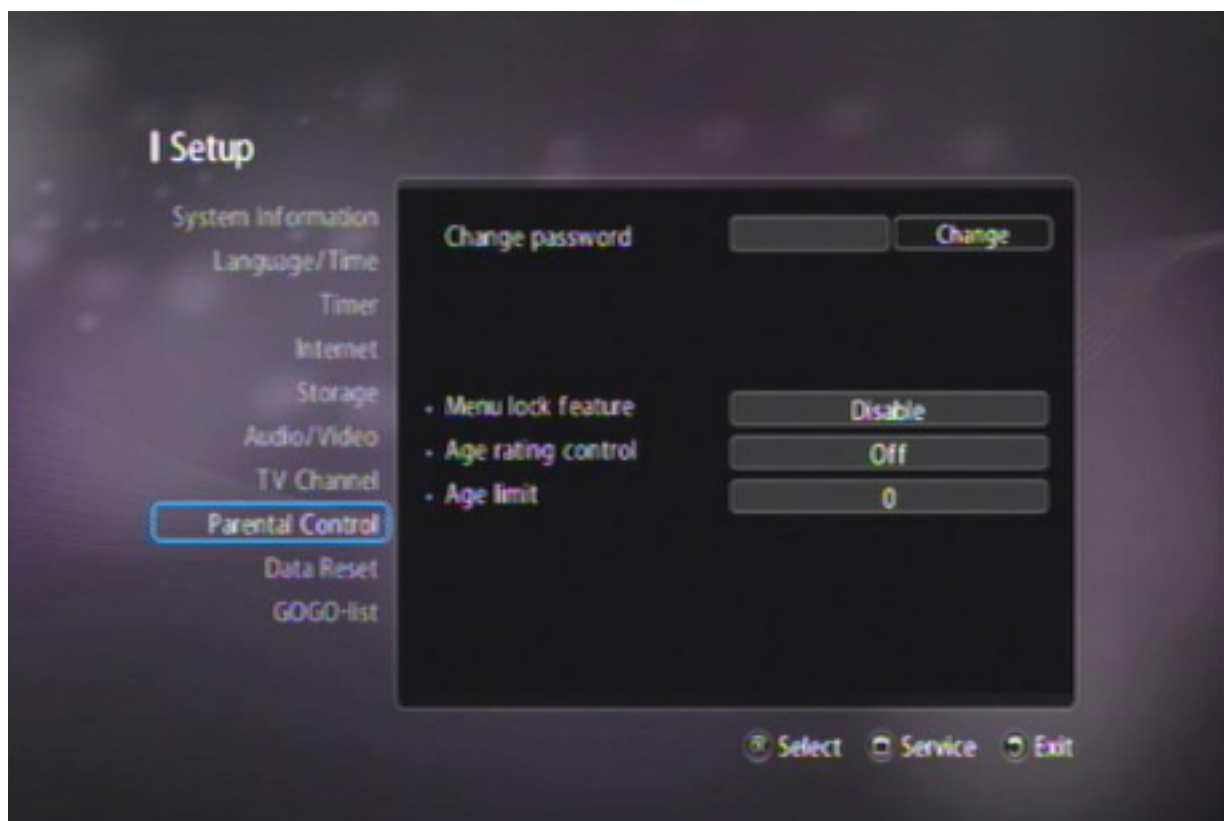 Setup
System Information
Language/Time
Timer
Internet
Storage
Audio/Video
TV Channel
Parental Control
Data Reset
GOGO-list
Change password Change
• Menu lock feature Disable
• Age rating control Off
• Age limit 0
Select Service Exit